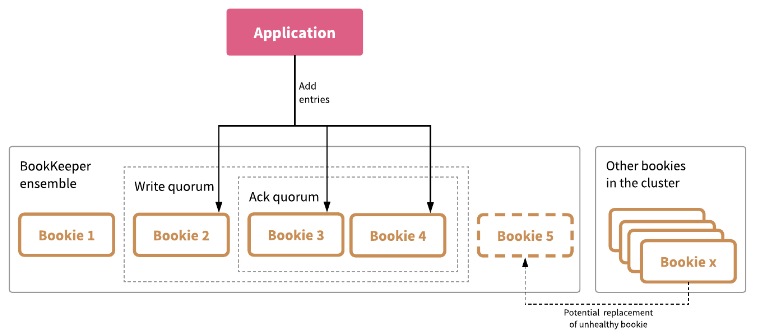 Application
Add
entries
BookKeeper
ensemble
Write quorum
Ack quorum
Bookie 1
Bookie 2
Bookie 3
Bookie 4
Bookie 5
Other bookies
in the cluster
Bookie x
Potential replacement
of unhealthy bookie